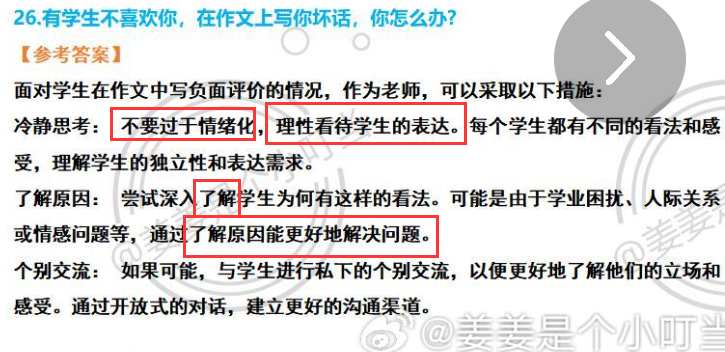 26.有学生不喜欢你，在作文上写你坏话，你怎么办？
【参考答案】
面对学生在作文中写负面评价的情况，作为老师，可以采取以下措施：
冷静思考： 不要过于情绪化，理性看待学生的表达。每个学生都有不同的看法和感
受，理解学生的独立性和表达需求。
了解原因： 尝试深入了解学生为何有这样的看法。可能是由于学业困扰、人际关系
或情感问题等，通过了解原因能更好地解决问题。
个别交流： 如果可能，与学生进行私下的个别交流，以便更好地了解他们的立场和
感受。通过开放式的对话，建立更好的沟通渠道。
@姜姜是个小叮当